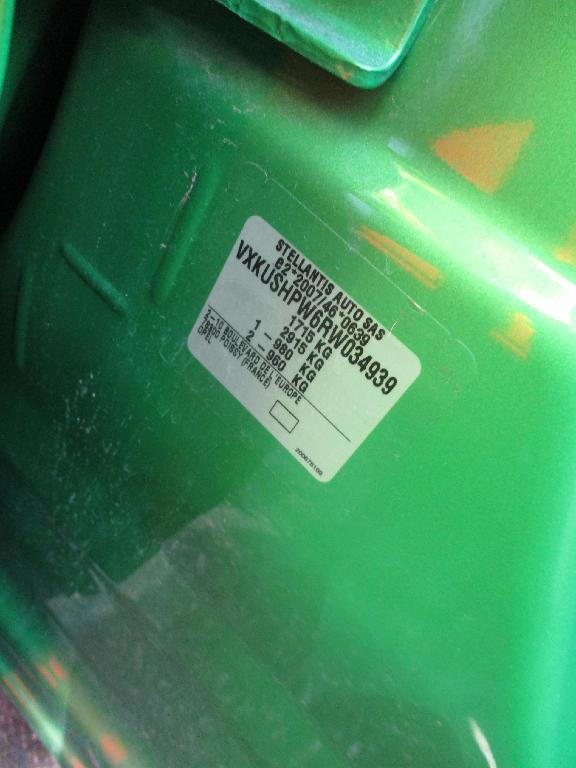 STELLANTIS AUTO SAS
e2*2007/46*0639
VXKUSHPW6RW034939
1715 KG
2915 KG
1 - 980 KG
2 - 960 KG
2-10 BOULEVARD DE L'EUROPE
78300 POISSY (FRANCE)
OPEL